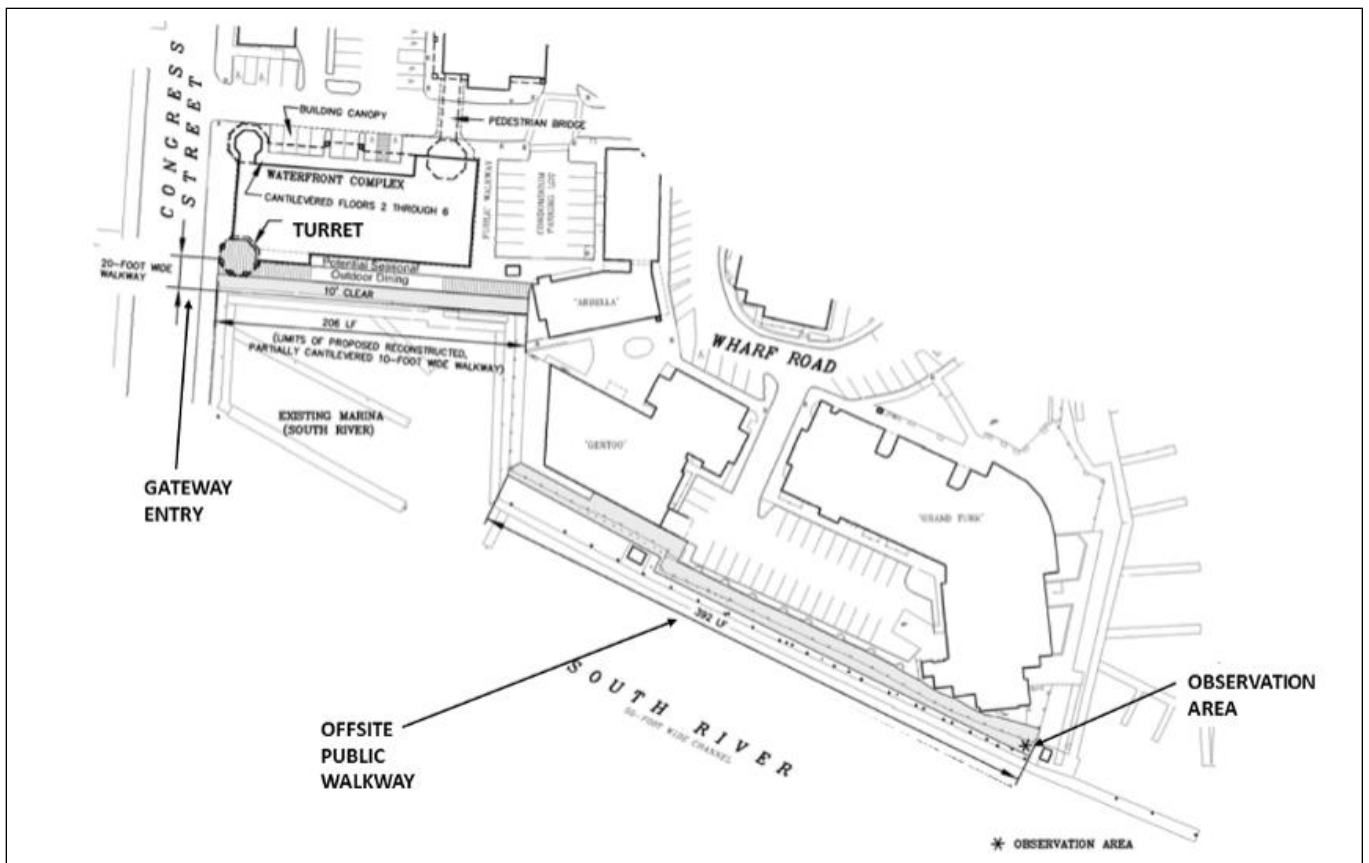 CONGRESS
STREET
BUILDING CANOPY
PEDESTRIAN BRIDGE
WATERFRONT COMPLEX
CANTILEVERED FLOORS 2 THROUGH 6
PUBLIC WALKWAY
CONDOMINIUM
PARKING LOT
TURRET
20-FOOT WIDE
WALKWAY
Potential Seasonal
Outdoor Dining
10' CLEAR
"ARBELLA"
206 LF
(LIMITS OF PROPOSED RECONSTRUCTED,
PARTIALLY CANTILEVERED 10-FOOT WIDE WALKWAY)
WHARF ROAD
EXISTING MARINA
(SOUTH RIVER)
"GENTOO"
GATEWAY
ENTRY
"GRAND TURK"
392 LF
SOUTH RIVER
50-FOOT WIDE CHANNEL
OBSERVATION
AREA
OFFSITE
PUBLIC
WALKWAY
* OBSERVATION AREA